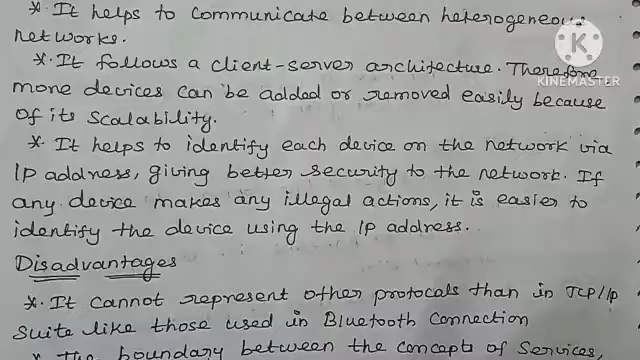 * It helps to communicate between heterogeneous
networks.
* It follows a client-server architecture. Therefore
more devices can be added or removed easily because
of its scalability.
* It helps to identify each device on the network via
IP address, giving better security to the network. If
any device makes any illegal actions, it is easier to
identify the device using the IP address.
Disadvantages
* It cannot represent other protocals than in TCP/IP
suite like those used in Bluetooth Connection
* The boundary between the concepts of services,
K
KINEMASTER